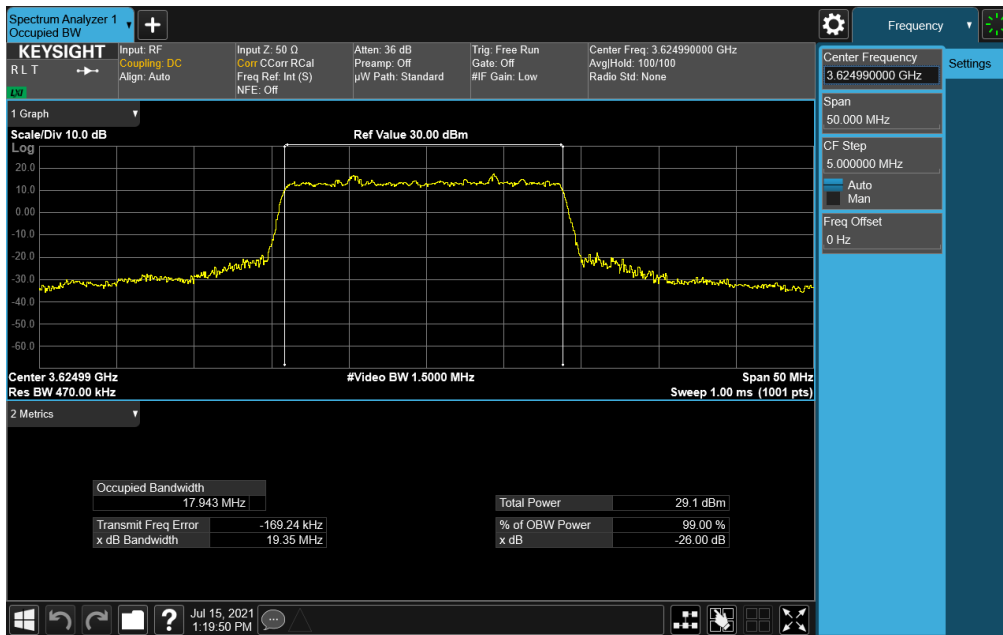 Spectrum Analyzer 1
Occupied BW
Frequency
KEYSIGHT
R L T
LXI
Input: RF
Coupling: DC
Align: Auto
Input Z: 50 Ω
Corr CCorr RCal
Freq Ref: Int (S)
NFE: Off
Atten: 36 dB
Preamp: Off
µW Path: Standard
Trig: Free Run
Gate: Off
#IF Gain: Low
Center Freq: 3.624990000 GHz
Avg|Hold: 100/100
Radio Std: None
Center Frequency
3.624990000 GHz
Settings
Span
50.000 MHz
CF Step
5.000000 MHz
Auto
Man
Freq Offset
0 Hz
1 Graph
Scale/Div 10.0 dB
Ref Value 30.00 dBm
Log
20.0
10.0
0.00
-10.0
-20.0
-30.0
-40.0
-50.0
-60.0
Center 3.62499 GHz
#Video BW 1.5000 MHz
Span 50 MHz
Res BW 470.00 kHz
Sweep 1.00 ms (1001 pts)
2 Metrics
Occupied Bandwidth
17.943 MHz
Total Power 29.1 dBm
Transmit Freq Error -169.24 kHz
% of OBW Power 99.00 %
x dB Bandwidth 19.35 MHz
x dB -26.00 dB
?
Jul 15, 2021
1:19:50 PM